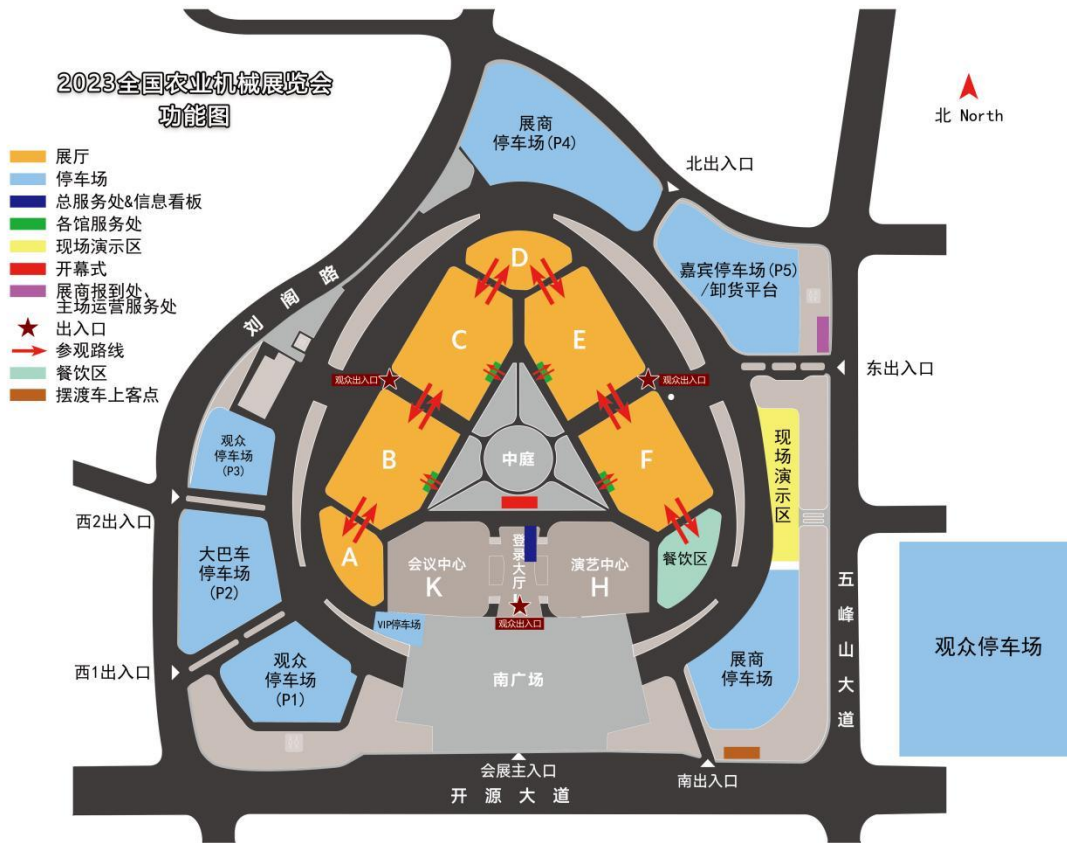 2023全国农业机械展览会
功能图
北 North
展厅
停车场
总服务处&信息看板
各馆服务处
现场演示区
开幕式
展商报到处、
主场运营服务处
出入口
参观路线
餐饮区
摆渡车上客点
展商
停车场(P4)
北出入口
嘉宾停车场(P5)
/卸货平台
东出入口
刘阁路
D
C
E
观众出入口
观众出入口
B
F
中庭
A
观众
停车场
(P3)
西2出入口
大巴车
停车场
(P2)
西1出入口
观众
停车场
(P1)
会议中心
K
登录大厅
演艺中心
H
餐饮区
观众出入口
VIP停车场
南广场
现场演示区
展商
停车场
五峰山大道
观众停车场
会展主入口
南出入口
开源大道